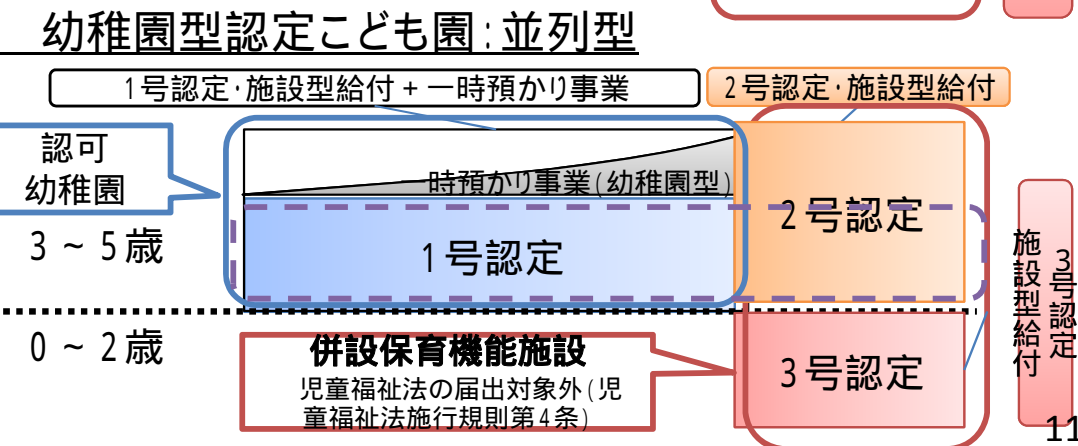 幼稚園型認定こども園:並列型
1号認定・施設型給付+一時預かり事業
2号認定・施設型給付
認可
幼稚園
時預かり事業(幼稚園型)
2号認定
3~5歳
1号認定
0~2歳
併設保育機能施設
児童福祉法の届出対象外(児
童福祉法施行規則第4条)
3号認定
3号認定
施設型給付
11